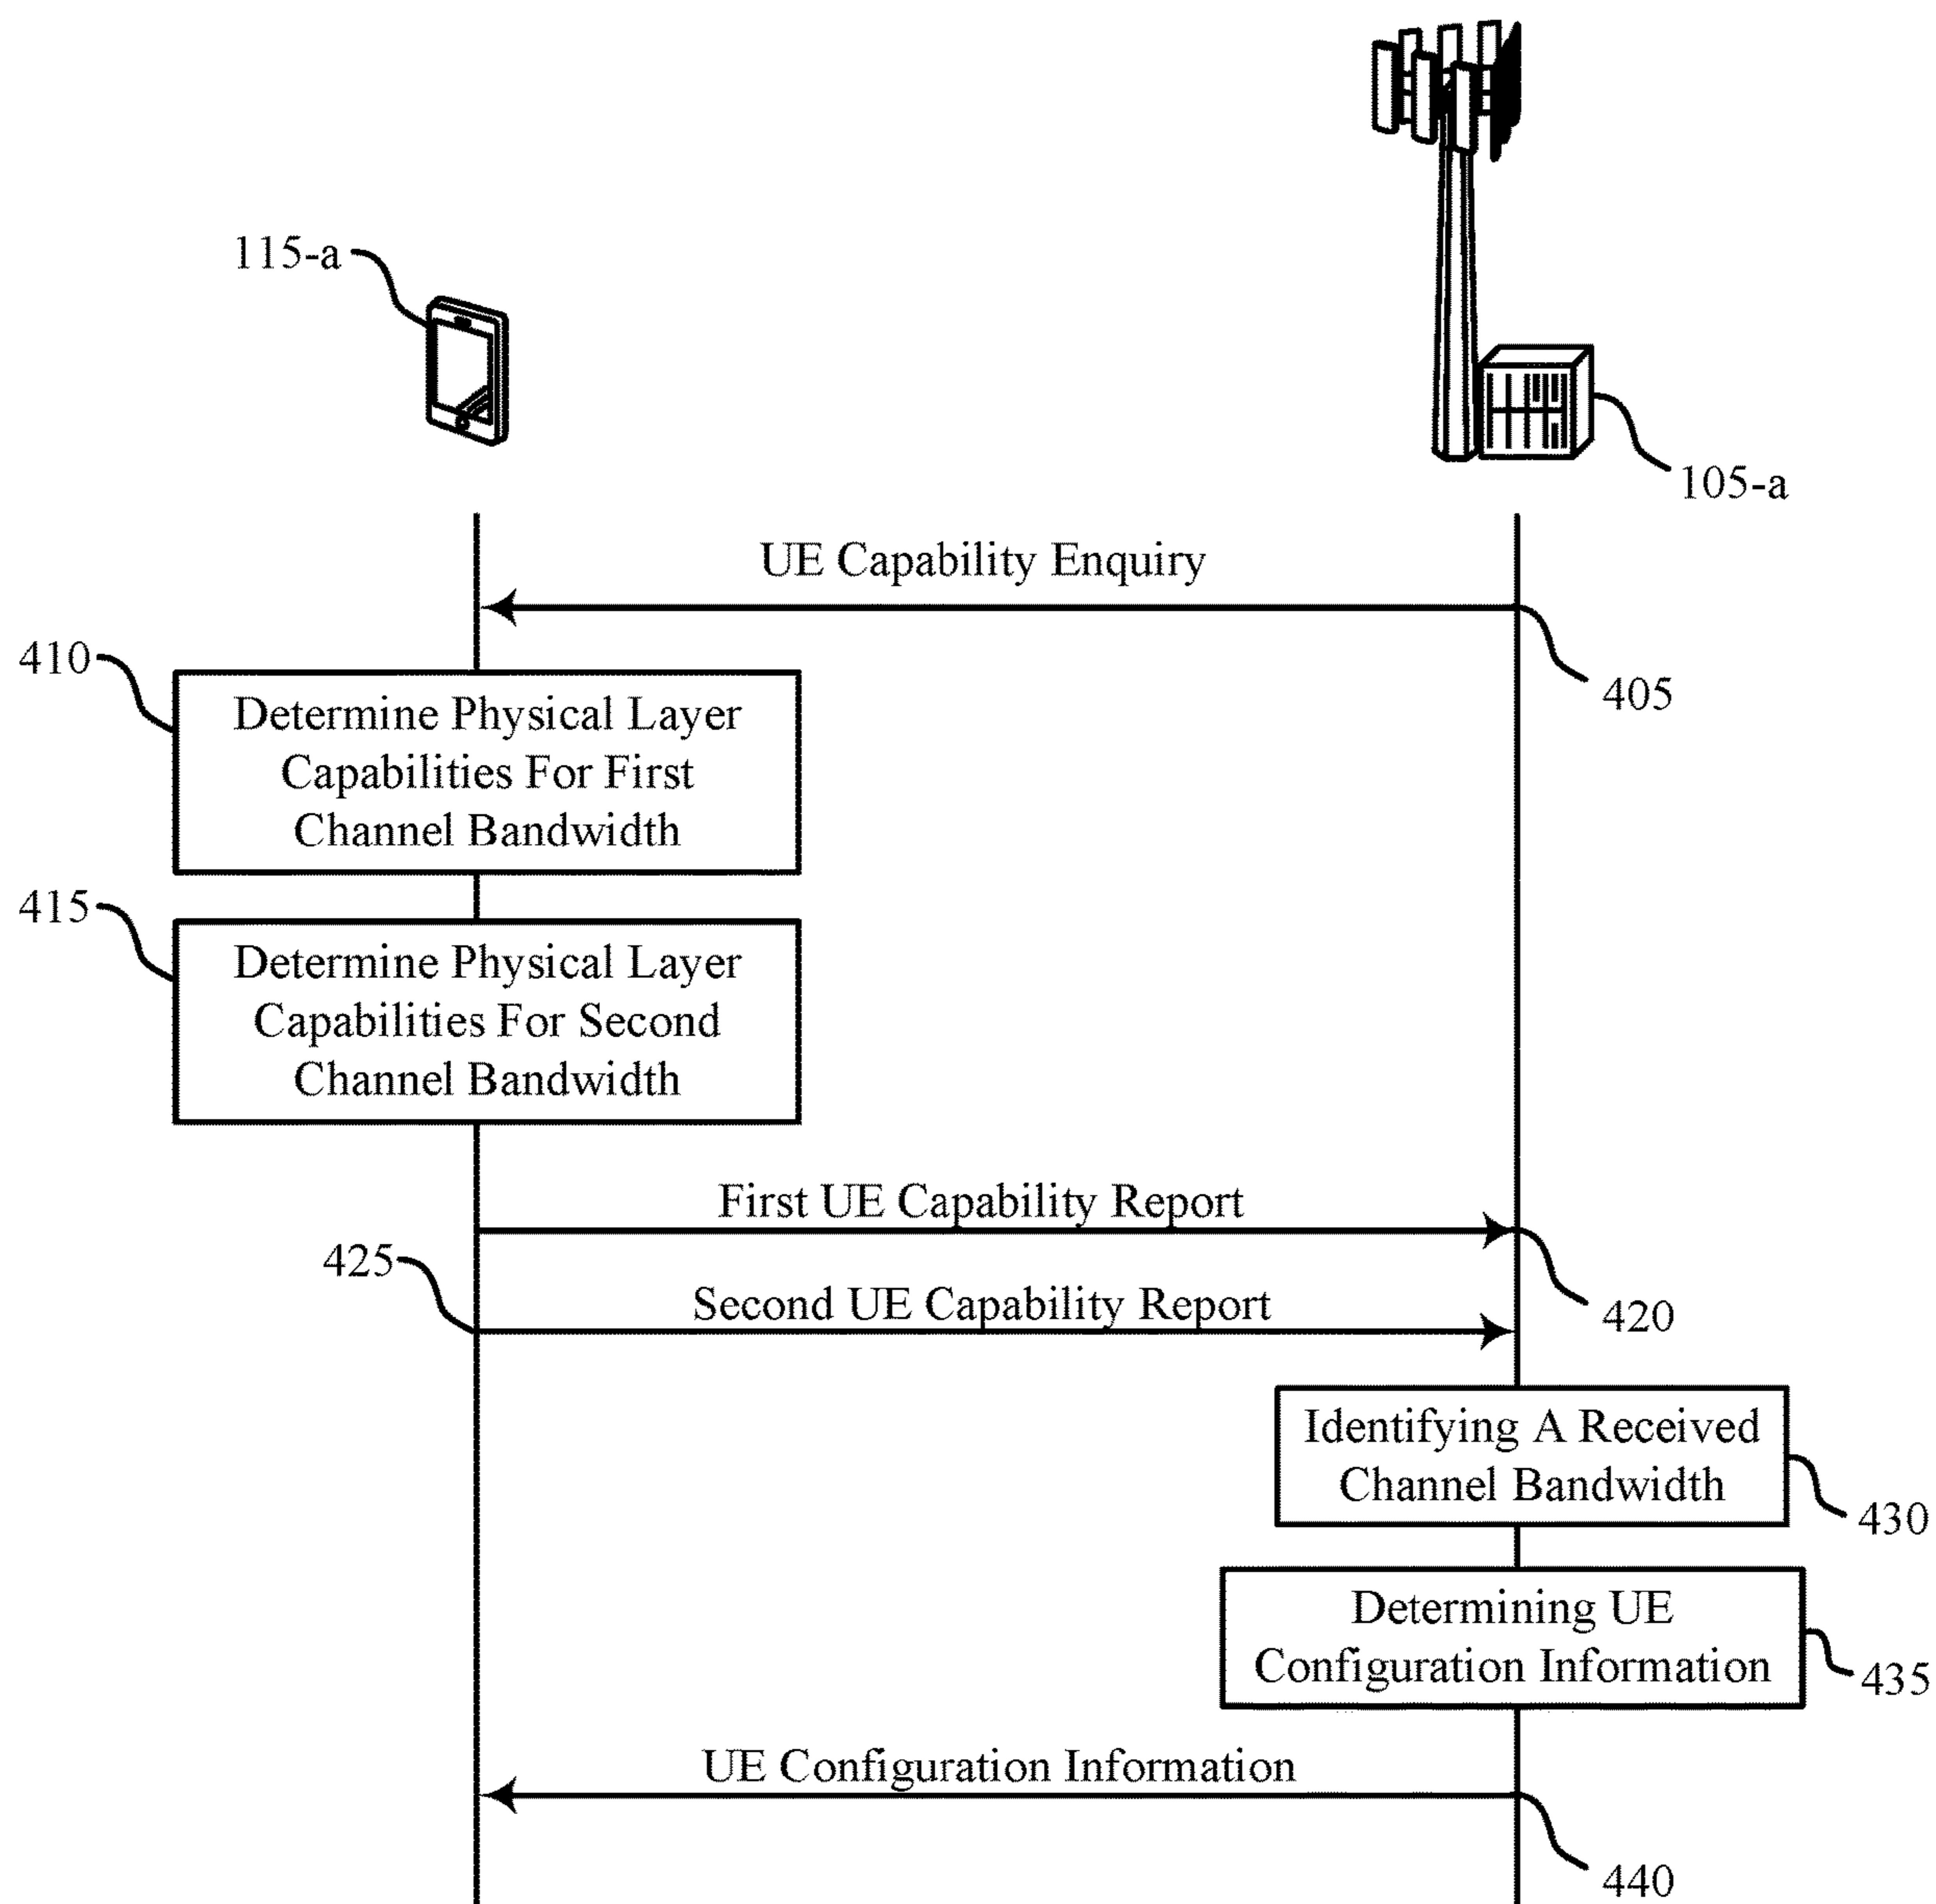 115-a
105-a
UE Capability Enquiry
405
410
Determine Physical Layer
Capabilities For First
Channel Bandwidth
415
Determine Physical Layer
Capabilities For Second
Channel Bandwidth
First UE Capability Report
420
425
Second UE Capability Report
Identifying A Received
Channel Bandwidth
430
Determining UE
Configuration Information
435
UE Configuration Information
440